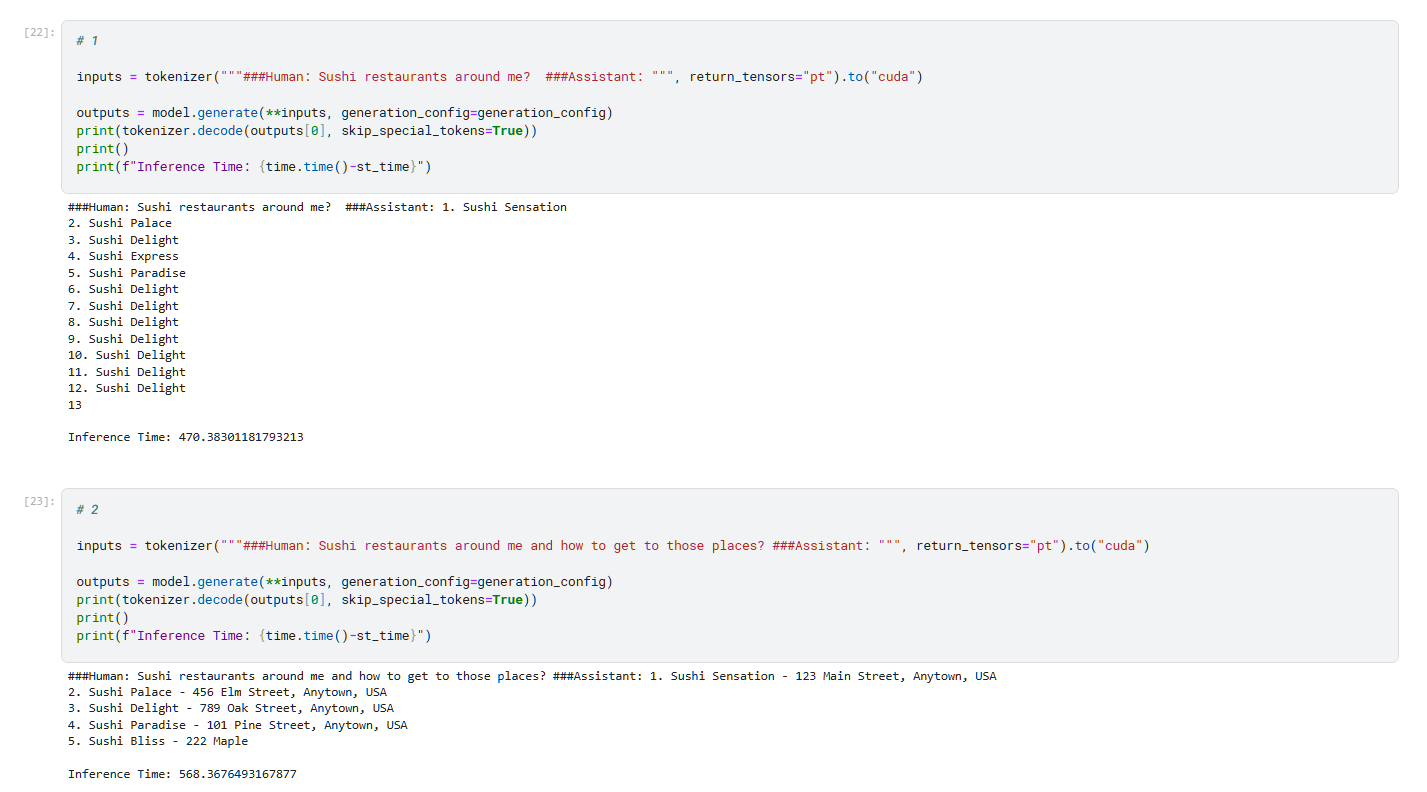 [22]:
# 1
inputs = tokenizer("""###Human: Sushi restaurants around me?  ###Assistant: """, return_tensors="pt").to("cuda")
outputs = model.generate(**inputs, generation_config=generation_config)
print(tokenizer.decode(outputs[0], skip_special_tokens=True))
print()
print(f"Inference Time: {time.time()-st_time}")
###Human: Sushi restaurants around me?  ###Assistant: 1. Sushi Sensation
2. Sushi Palace
3. Sushi Delight
4. Sushi Express
5. Sushi Paradise
6. Sushi Delight
7. Sushi Delight
8. Sushi Delight
9. Sushi Delight
10. Sushi Delight
11. Sushi Delight
12. Sushi Delight
13
Inference Time: 470.38301181793213
[23]:
# 2
inputs = tokenizer("""###Human: Sushi restaurants around me and how to get to those places? ###Assistant: """, return_tensors="pt").to("cuda")
outputs = model.generate(**inputs, generation_config=generation_config)
print(tokenizer.decode(outputs[0], skip_special_tokens=True))
print()
print(f"Inference Time: {time.time()-st_time}")
###Human: Sushi restaurants around me and how to get to those places? ###Assistant: 1. Sushi Sensation - 123 Main Street, Anytown, USA
2. Sushi Palace - 456 Elm Street, Anytown, USA
3. Sushi Delight - 789 Oak Street, Anytown, USA
4. Sushi Paradise - 101 Pine Street, Anytown, USA
5. Sushi Bliss - 222 Maple
Inference Time: 568.3676493167877